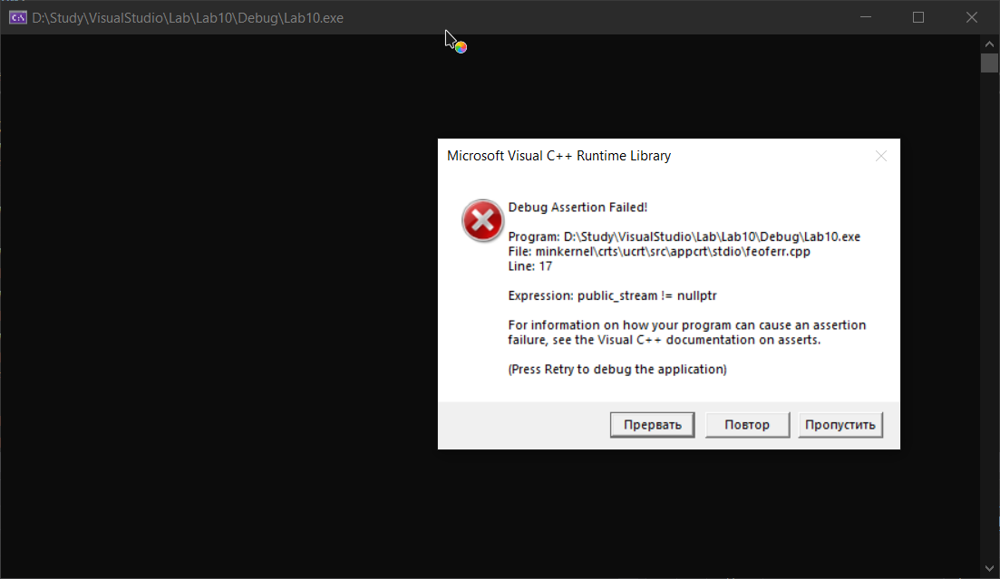 D:\Study\VisualStudio\Lab\Lab10\Debug\Lab10.exe
Microsoft Visual C++ Runtime Library
Debug Assertion Failed!
Program: D:\Study\VisualStudio\Lab\Lab10\Debug\Lab10.exe
File: minkernel\crts\ucrt\src\appcrt\stdio\feoferr.cpp
Line: 17
Expression: public_stream != nullptr
For information on how your program can cause an assertion
failure, see the Visual C++ documentation on asserts.
(Press Retry to debug the application)
Прервать Повтор Пропустить